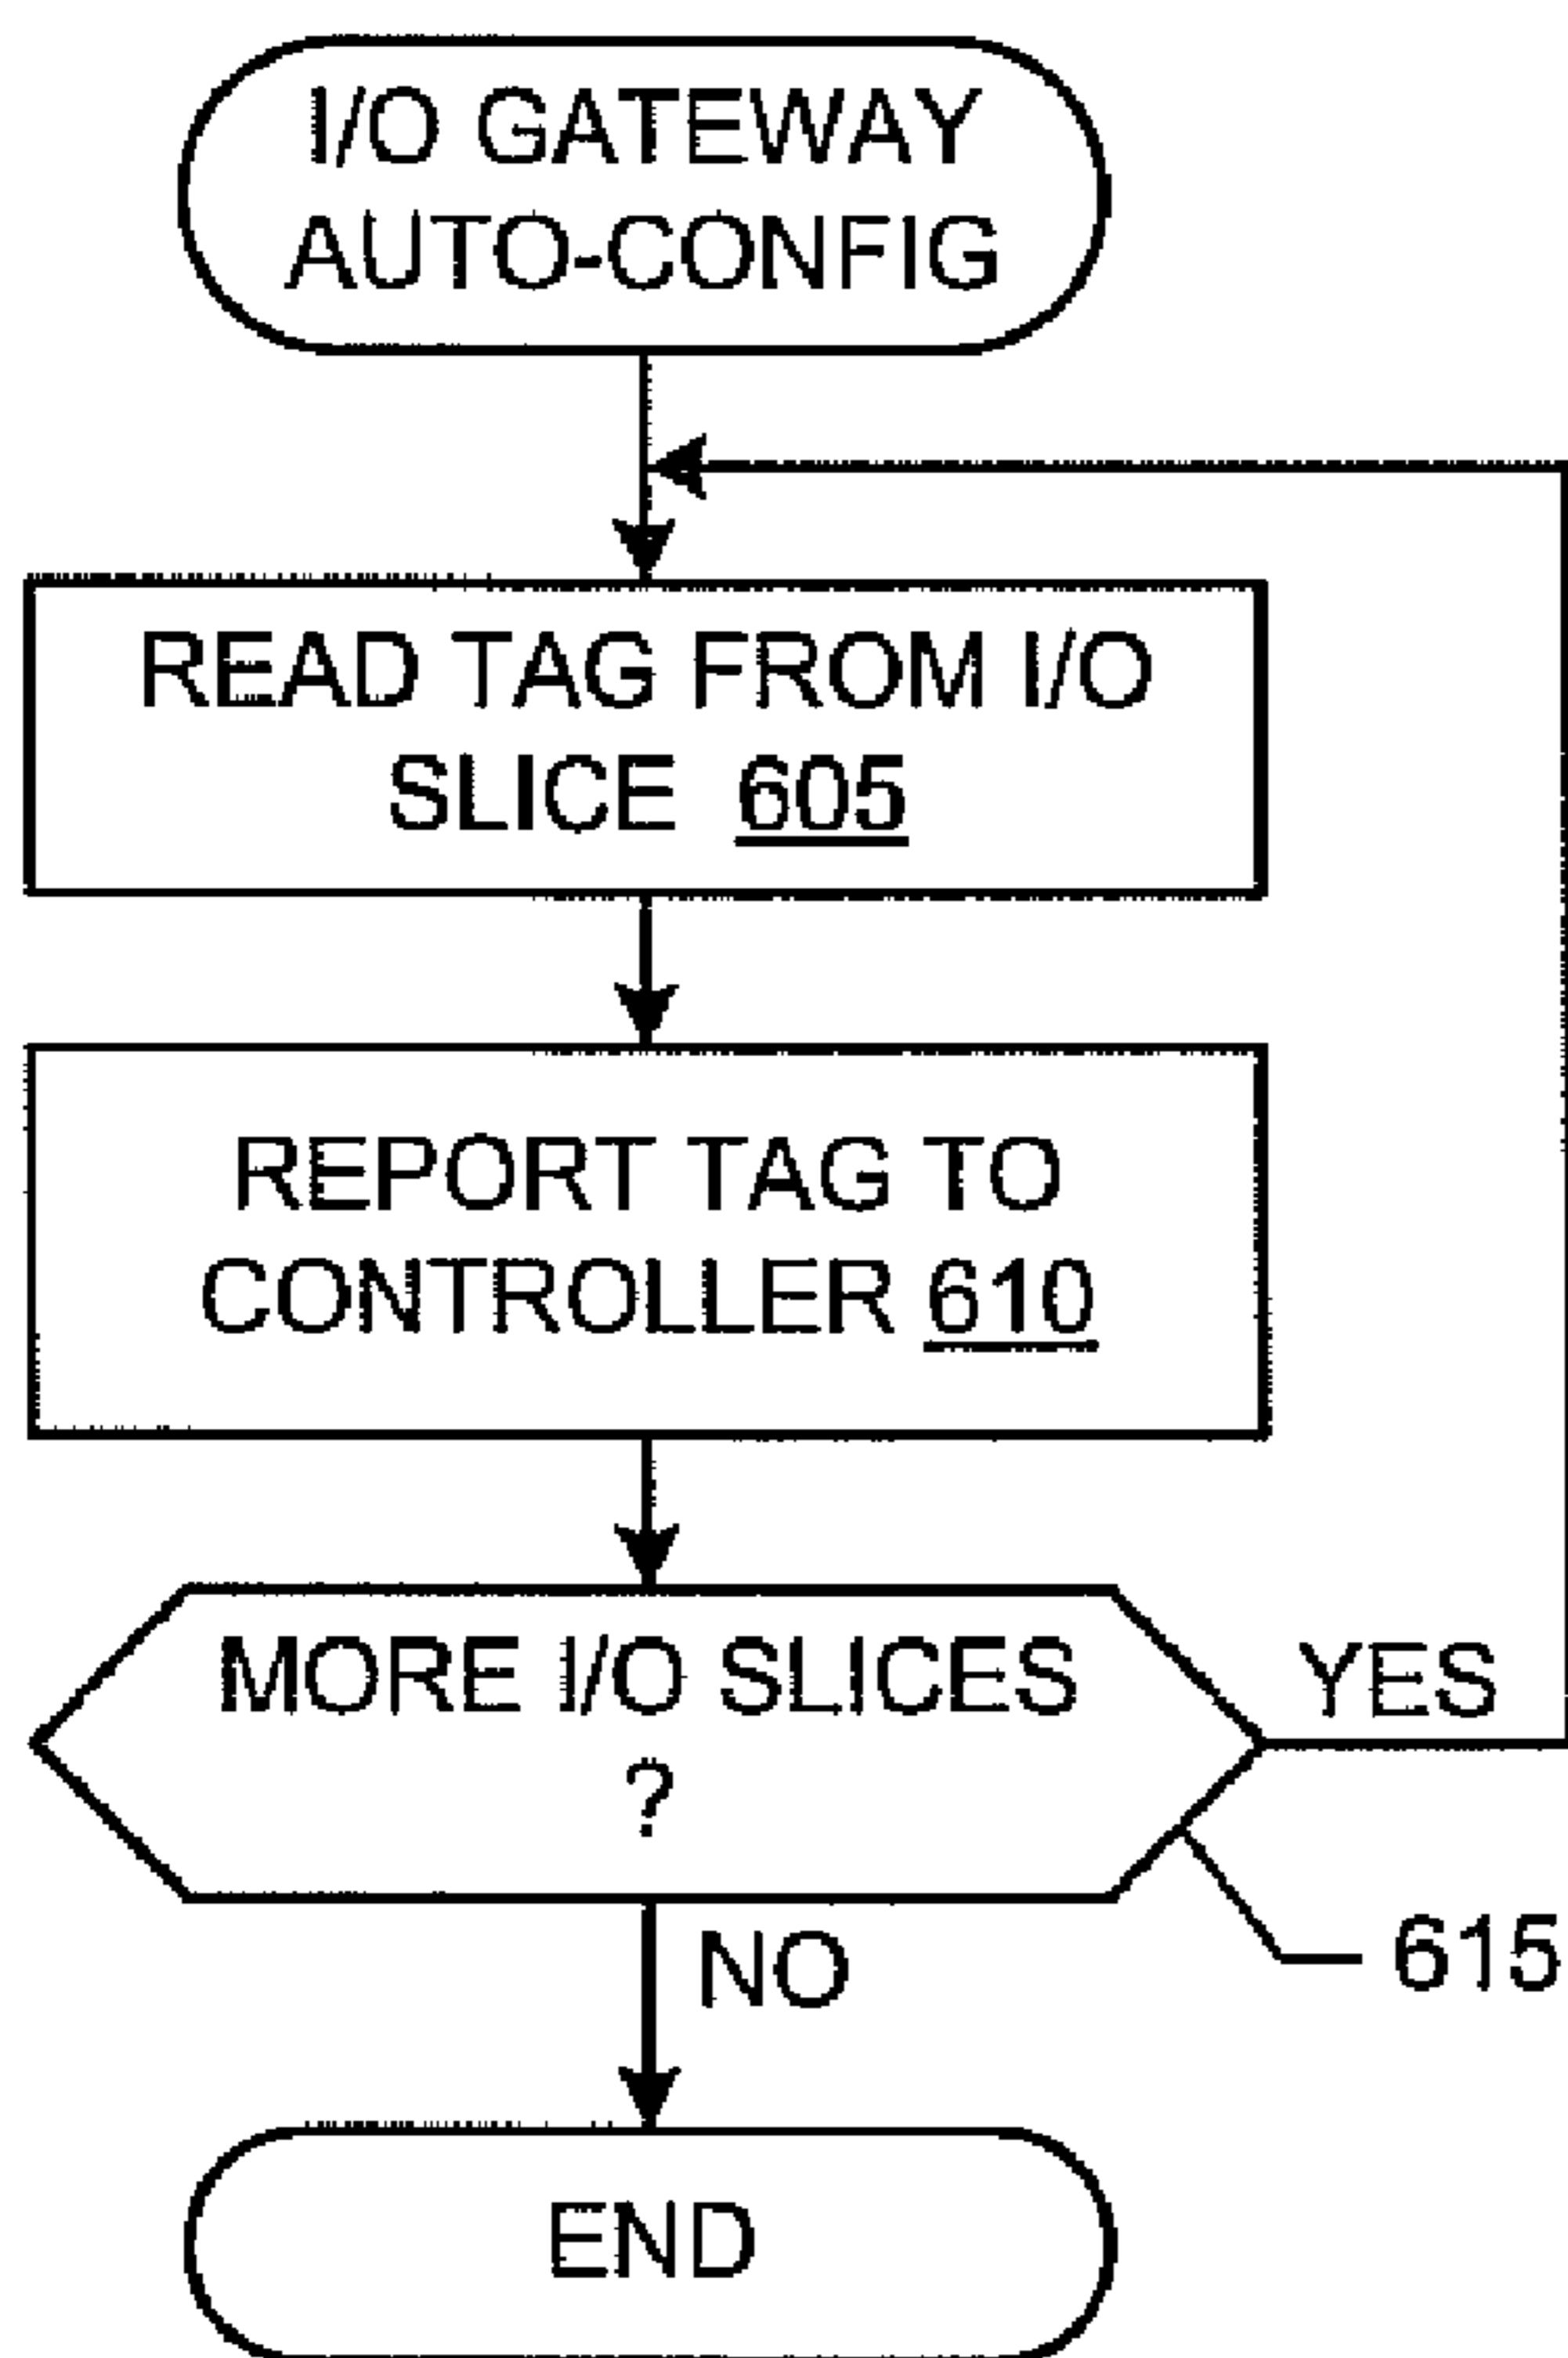 I/O GATEWAY
AUTO-CONFIG
READ TAG FROM I/O
SLICE 605
REPORT TAG TO
CONTROLLER 610
MORE I/O SLICES
?
YES
615
NO
END